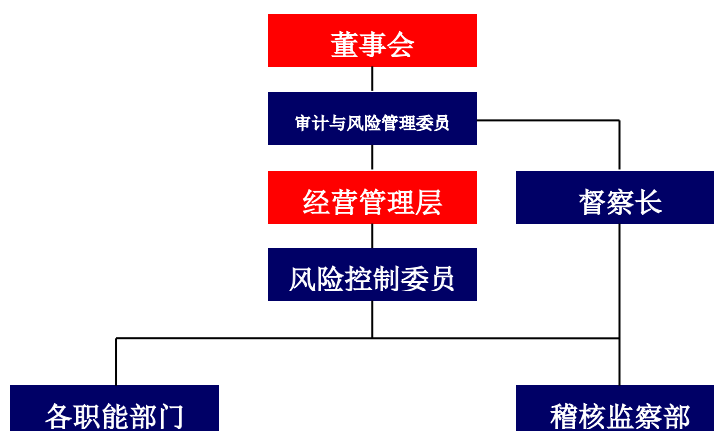 董事会
审计与风险管理委员
经营管理层
督察长
风险控制委员
各职能部门
稽核监察部